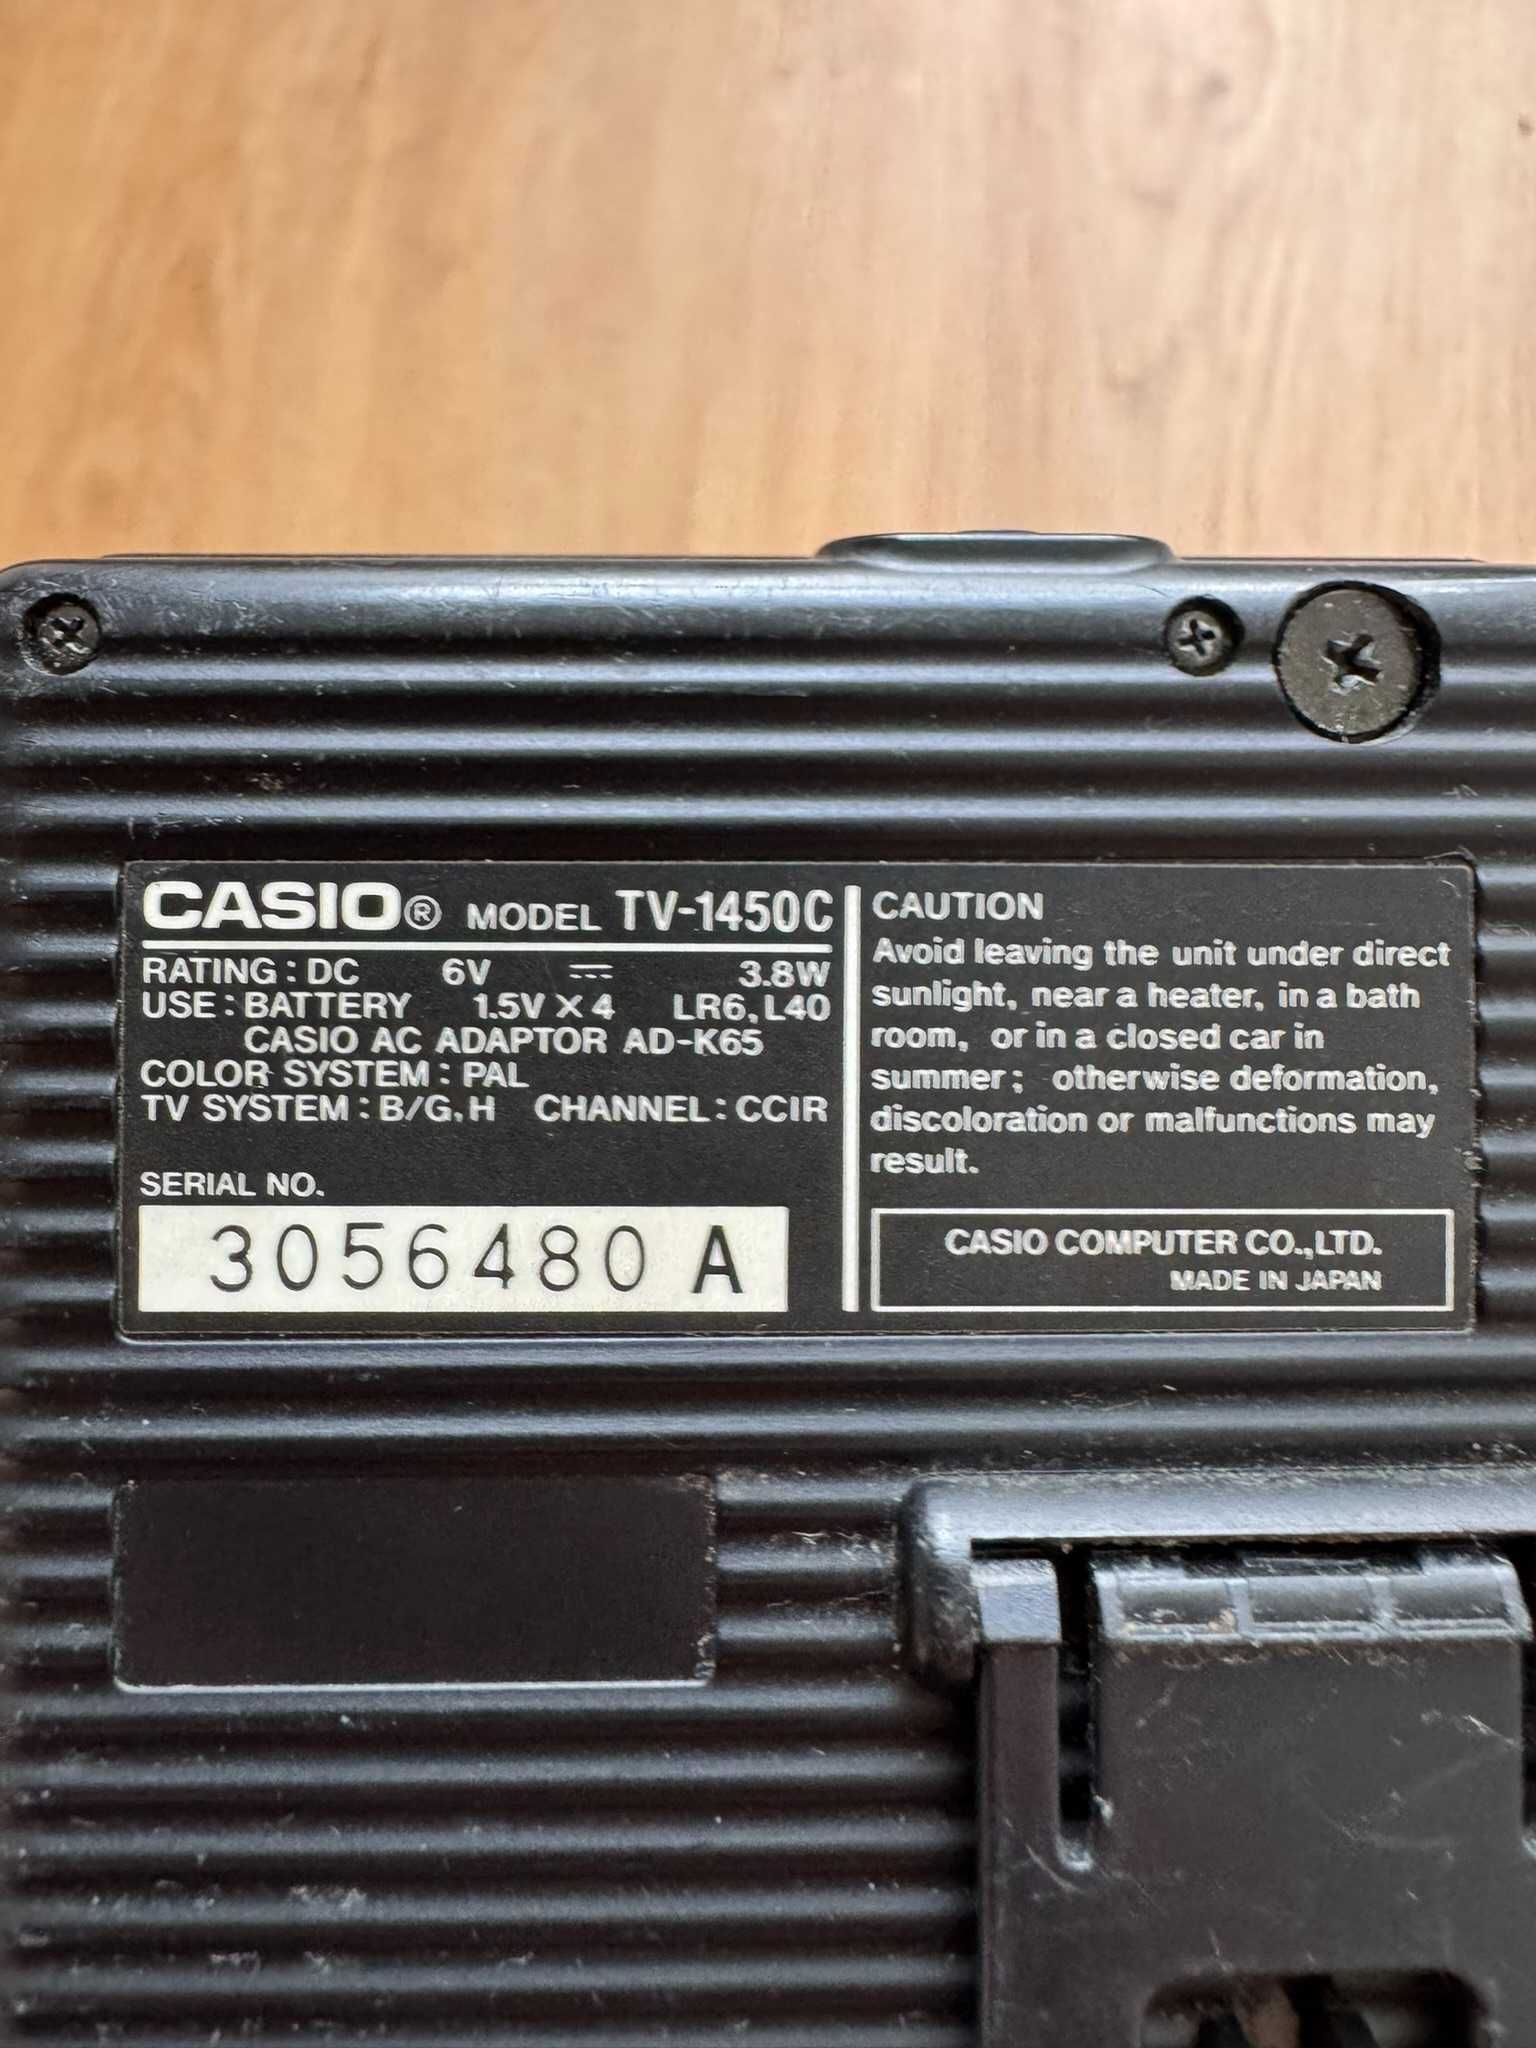 CASIO® MODEL TV-1450C
RATING : DC 6V ⎓ 3.8W
USE : BATTERY 1.5V × 4 LR6, L40
CASIO AC ADAPTOR AD-K65
COLOR SYSTEM : PAL
TV SYSTEM : B/G, H CHANNEL : CCIR
SERIAL NO.
3056480 A
CAUTION
Avoid leaving the unit under direct
sunlight, near a heater, in a bath
room, or in a closed car in
summer; otherwise deformation,
discoloration or malfunctions may
result.
CASIO COMPUTER CO.,LTD.
MADE IN JAPAN